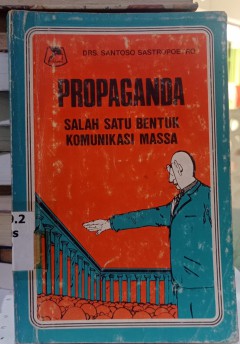 DRS. SANTOSO SASTROPOETRO
PROPAGANDA
SALAH SATU BENTUK
KOMUNIKASI MASSA